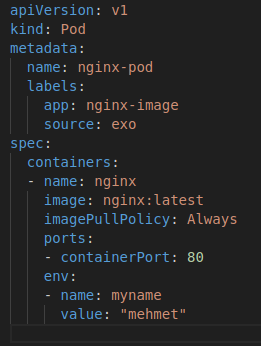 apiVersion: v1
kind: Pod
metadata:
  name: nginx-pod
  labels:
    app: nginx-image
    source: exo
spec:
  containers:
  - name: nginx
    image: nginx:latest
    imagePullPolicy: Always
    ports:
    - containerPort: 80
    env:
    - name: myname
      value: "mehmet"